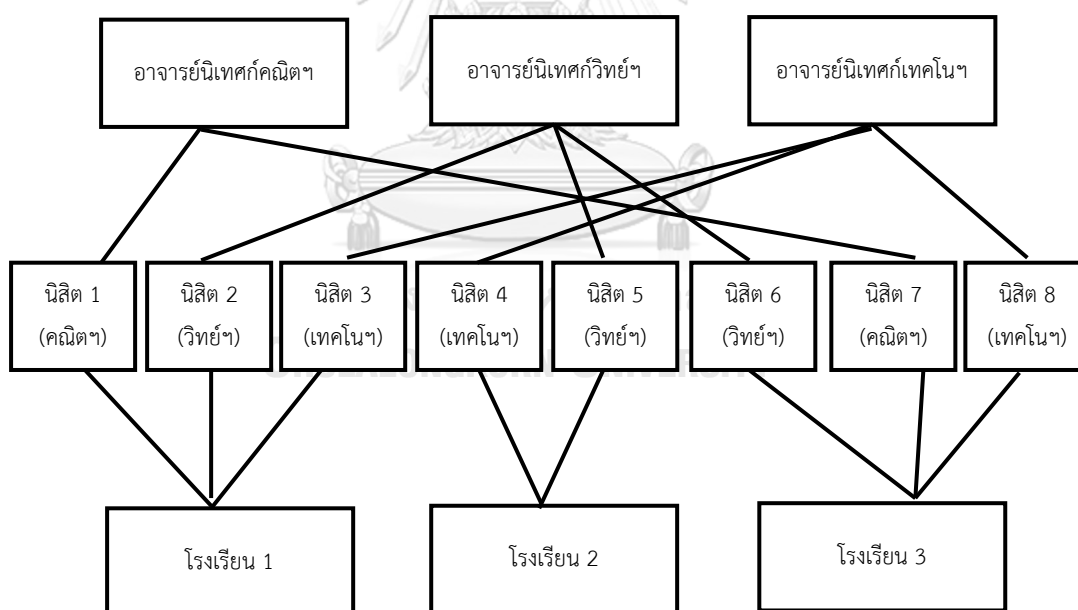 อาจารย์นิเทศก์คณิตฯ
อาจารย์นิเทศก์วิทย์ฯ
อาจารย์นิเทศก์เทคโนฯ
นิสิต 1
(คณิตฯ)
นิสิต 2
(วิทย์ฯ)
นิสิต 3
(เทคโนฯ)
นิสิต 4
(เทคโนฯ)
นิสิต 5
(วิทย์ฯ)
นิสิต 6
(วิทย์ฯ)
นิสิต 7
(คณิตฯ)
นิสิต 8
(เทคโนฯ)
โรงเรียน 1
โรงเรียน 2
โรงเรียน 3